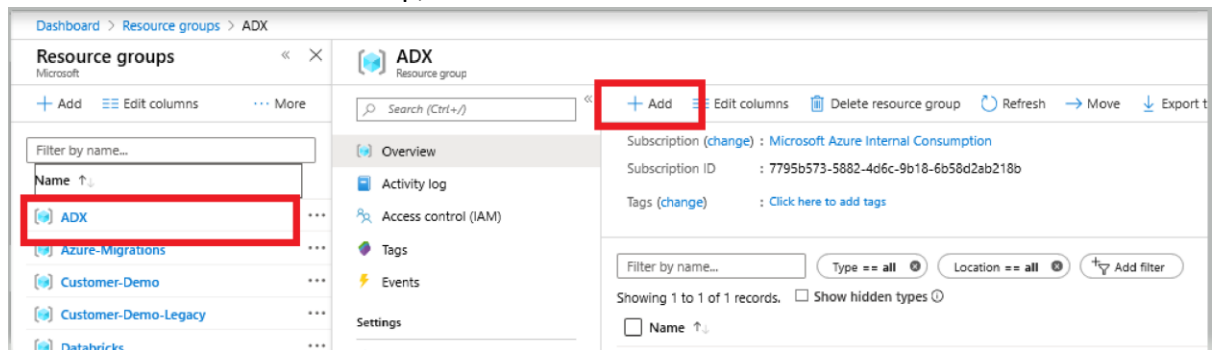 Dashboard > Resource groups > ADX
Resource groups
Microsoft
+ Add Edit columns ... More
Filter by name...
Name ↑↓
ADX ...
Azure-Migrations ...
Customer-Demo ...
Customer-Demo-Legacy ...
Databricks ...
ADX
Resource group
Search (Ctrl+/)
Overview
Activity log
Access control (IAM)
Tags
Events
Settings
+ Add Edit columns Delete resource group Refresh → Move Export t
Subscription (change) : Microsoft Azure Internal Consumption
Subscription ID : 7795b573-5882-4d6c-9b18-6b58d2ab218b
Tags (change) : Click here to add tags
Filter by name... Type == all Location == all Add filter
Showing 1 to 1 of 1 records. Show hidden types
Name ↑↓